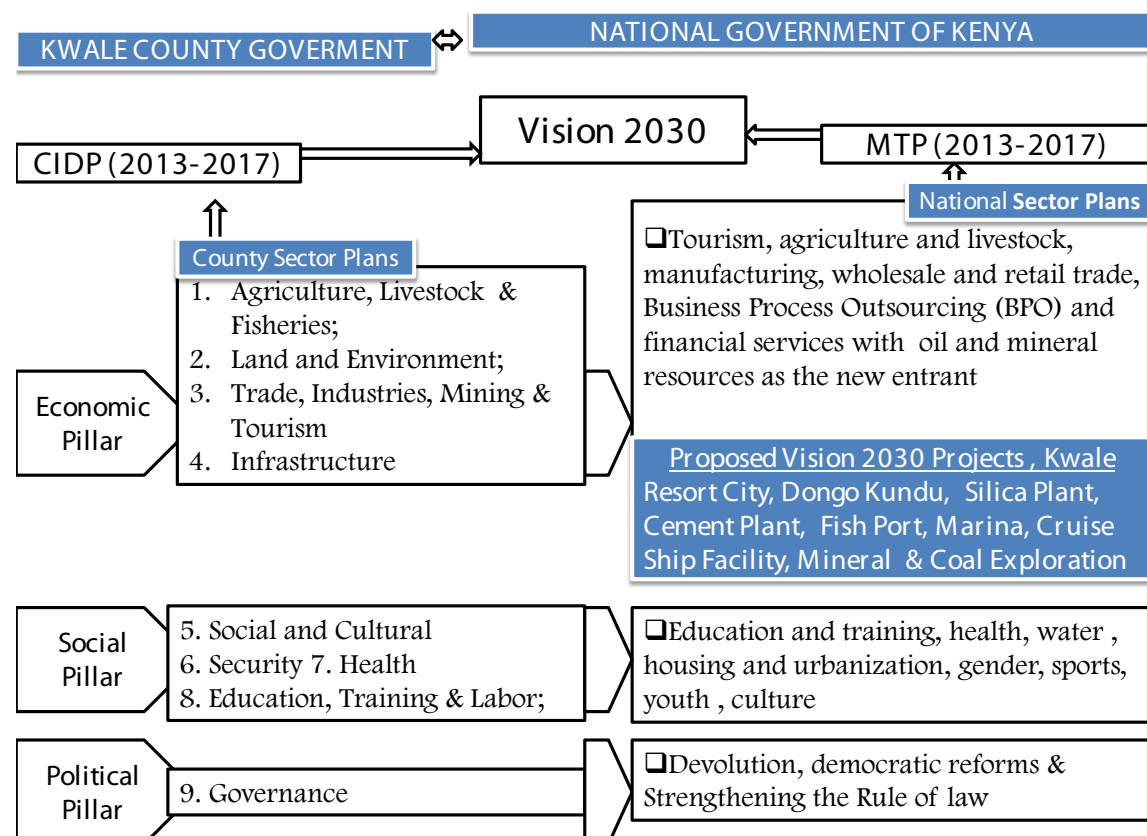 KWALE COUNTY GOVERMENT
NATIONAL GOVERNMENT OF KENYA
Vision 2030
CIDP (2013-2017)
MTP (2013-2017)
National Sector Plans
County Sector Plans
Economic
Pillar
1. Agriculture, Livestock &
Fisheries;
2. Land and Environment;
3. Trade, Industries, Mining &
Tourism
4. Infrastructure
❑Tourism, agriculture and livestock,
manufacturing, wholesale and retail trade,
Business Process Outsourcing (BPO) and
financial services with oil and mineral
resources as the new entrant
Proposed Vision 2030 Projects , Kwale
Resort City, Dongo Kundu, Silica Plant,
Cement Plant, Fish Port, Marina, Cruise
Ship Facility, Mineral & Coal Exploration
Social
Pillar
5. Social and Cultural
6. Security 7. Health
8. Education, Training & Labor;
❑Education and training, health, water ,
housing and urbanization, gender, sports,
youth , culture
Political
Pillar
9. Governance
❑Devolution, democratic reforms &
Strengthening the Rule of law